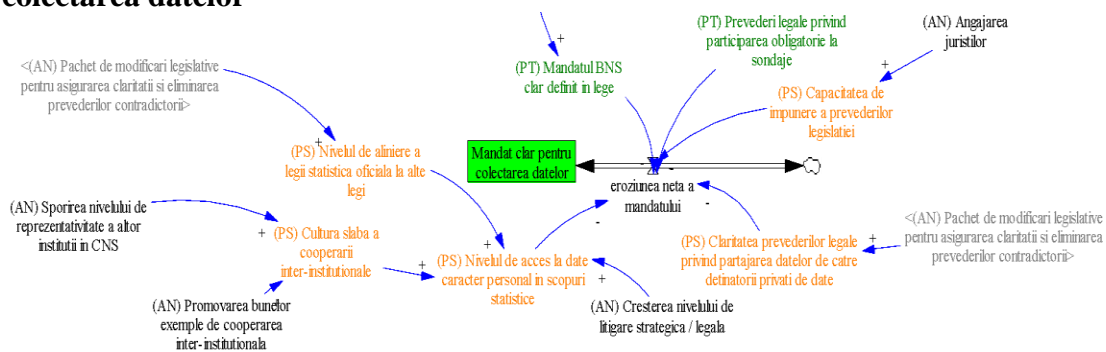 colectarea datelor
(PT) Prevederi legale privind
participarea obligatorie la
sondaje
(AN) Angajarea
juristilor
+
<(AN) Pachet de modificari legislative
pentru asigurarea claritatii si eliminarea
prevederilor contradictorii>
(PT) Mandatul BNS
clar definit in lege
+
(PS) Capacitatea de
impunere a prevederilor
legislatiei
+
(PS) Nivelul de aliniere a
legii statistica oficiala la alte
legi
Mandat clar pentru
colectarea datelor
-
eroziunea neta a
mandatului
-
-
(AN) Sporirea nivelului de
reprezentativitate a altor
institutii in CNS
+
+ (PS) Cultura slaba a
cooperarii
inter-institutionale
+
+ (PS) Nivelul de acces la date
caracter personal in scopuri
statistice
+
(PS) Claritatea prevederilor legale
privind partajarea datelor de catre
detinatorii privati de date
+
<(AN) Pachet de modificari legislative
pentru asigurarea claritatii si eliminarea
prevederilor contradictorii>
(AN) Promovarea bunelor
exemple de cooperarea
inter-institutionala
(AN) Cresterea nivelului de
litigare strategica / legala